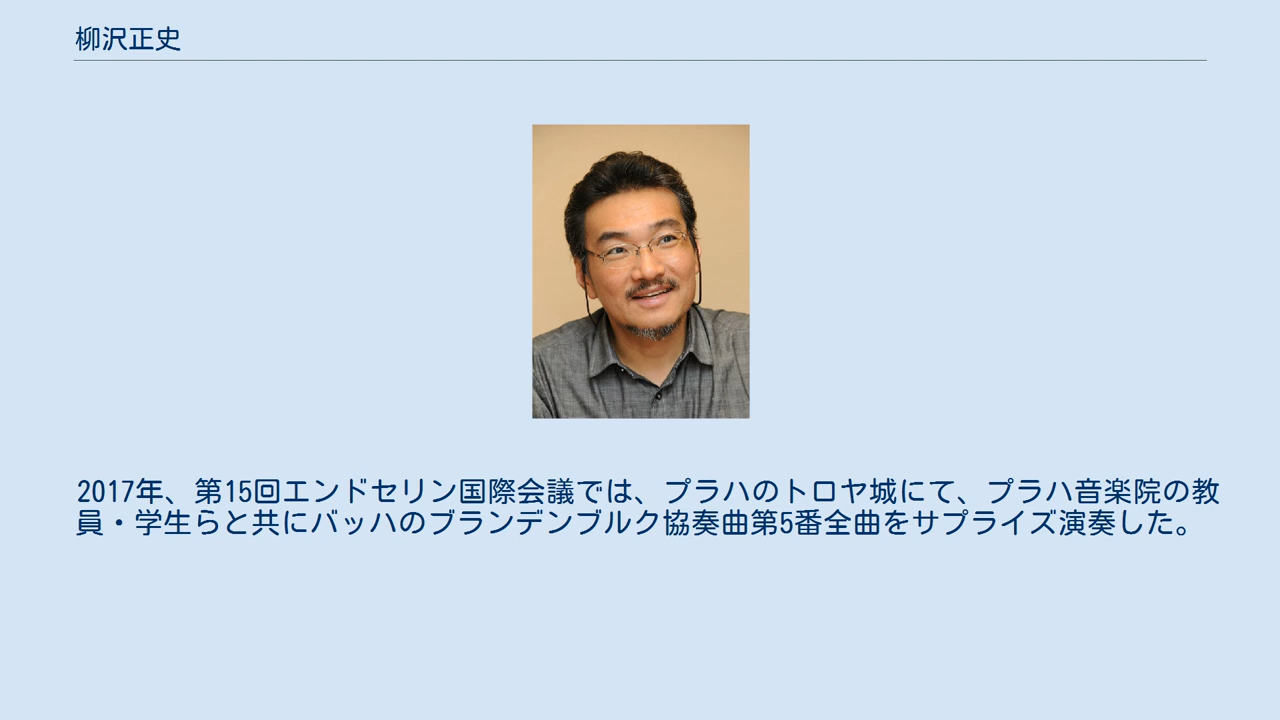 柳沢正史
2017年、第15回エンドセリン国際会議では、プラハのトロヤ城にて、プラハ音楽院の教
員・学生らと共にバッハのブランデンブルク協奏曲第5番全曲をサプライズ演奏した。